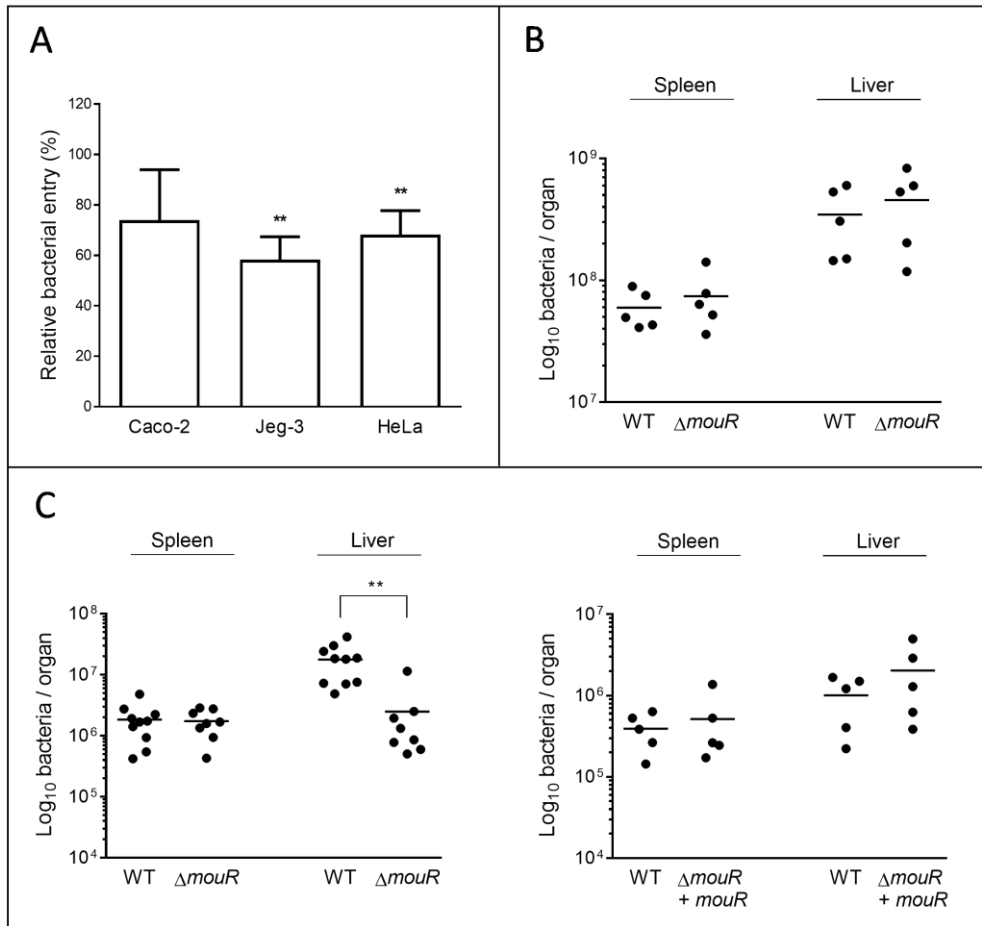 A
Relative bacterial entry (%)
120
100
80
60
40
20
0
**
**
Caco-2 Jeg-3 HeLa
B
Spleen Liver
Log₁₀ bacteria / organ
10⁹
10⁸
10⁷
WT ΔmouR WT ΔmouR
C
Spleen Liver
**
Log₁₀ bacteria / organ
10⁸
10⁷
10⁶
10⁵
10⁴
WT ΔmouR WT ΔmouR
Spleen Liver
Log₁₀ bacteria / organ
10⁷
10⁶
10⁵
10⁴
WT ΔmouR WT ΔmouR
+ mouR + mouR